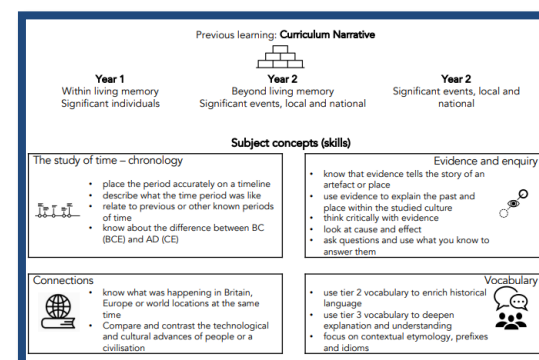 Previous learning: Curriculum Narrative
Year 1
Within living memory
Significant individuals
Year 2
Beyond living memory
Significant events, local and national
Year 2
Significant events, local and
national
Subject concepts (skills)
The study of time – chronology
• place the period accurately on a timeline
• describe what the time period was like
• relate to previous or other known periods
of time
• know about the difference between BC
(BCE) and AD (CE)
Evidence and enquiry
• know that evidence tells the story of an
artefact or place
• use evidence to explain the past and
place within the studied culture
• think critically with evidence
• look at cause and effect
• ask questions and use what you know to
answer them
Connections
• know what was happening in Britain,
Europe or world locations at the same
time
• Compare and contrast the technological
and cultural advances of people or a
civilisation
Vocabulary
• use tier 2 vocabulary to enrich historical
language
• use tier 3 vocabulary to deepen
explanation and understanding
• focus on contextual etymology, prefixes
and idioms